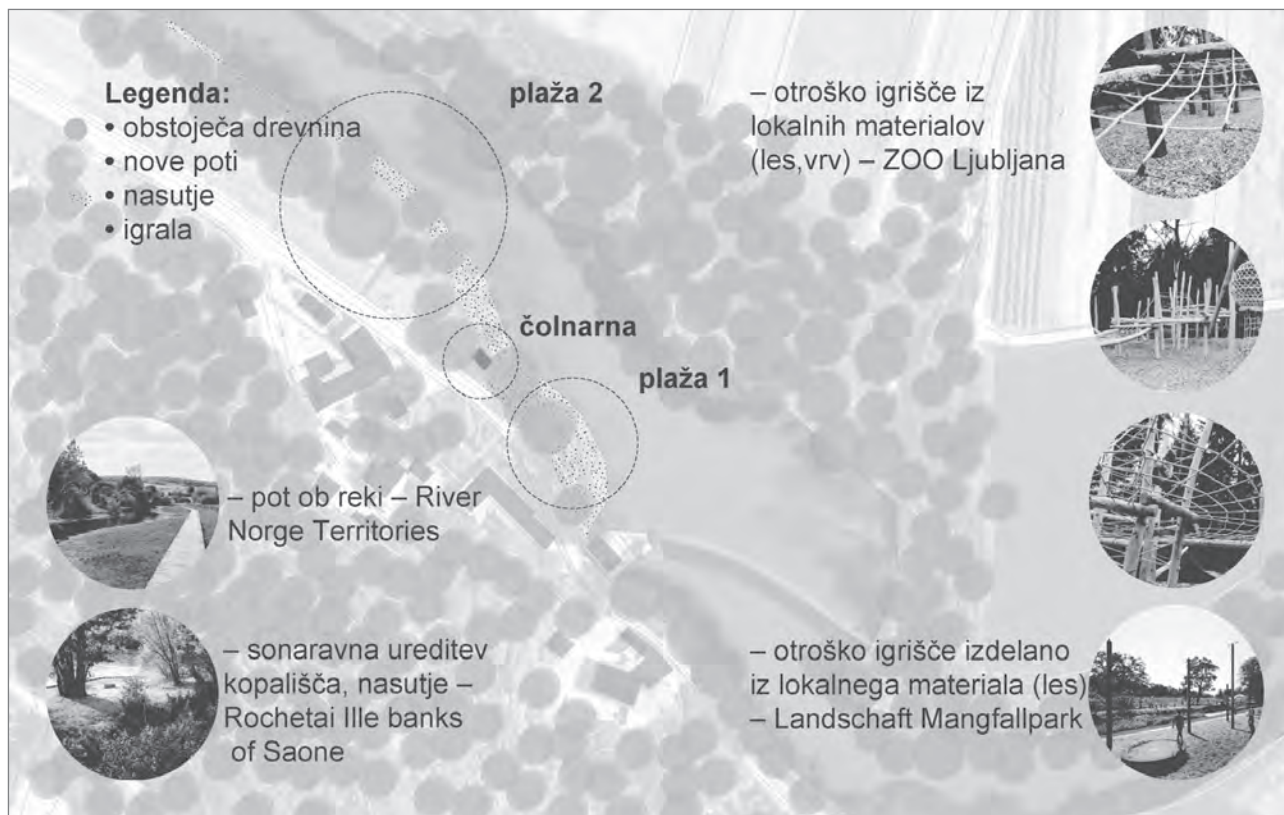 Legenda:
• obstoječa drevnina
• nove poti
• nasutje
• igrala
plaža 2
– otroško igrišče iz
lokalnih materialov
(les,vrv) – ZOO Ljubljana
čolnarna
plaža 1
– pot ob reki – River
Norge Territories
– sonaravna ureditev
kopališča, nasutje –
Rochetai Ille banks
of Saone
– otroško igrišče izdelano
iz lokalnega materiala (les)
– Landschaft Mangfallpark